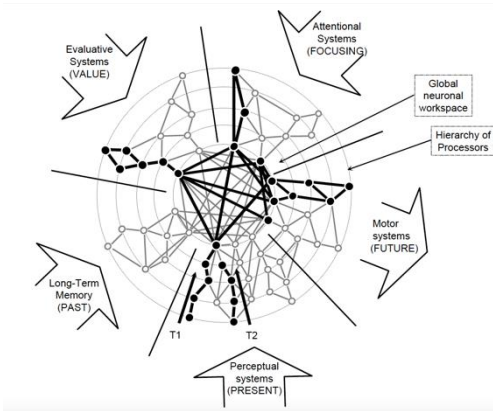 Evaluative
Systems
(VALUE)
Attentional
Systems
(FOCUSING)
Global
neuronal
workspace
Hierarchy of
Processors
Motor
systems
(FUTURE)
Long-Term
Memory
(PAST)
T1
T2
Perceptual
systems
(PRESENT)